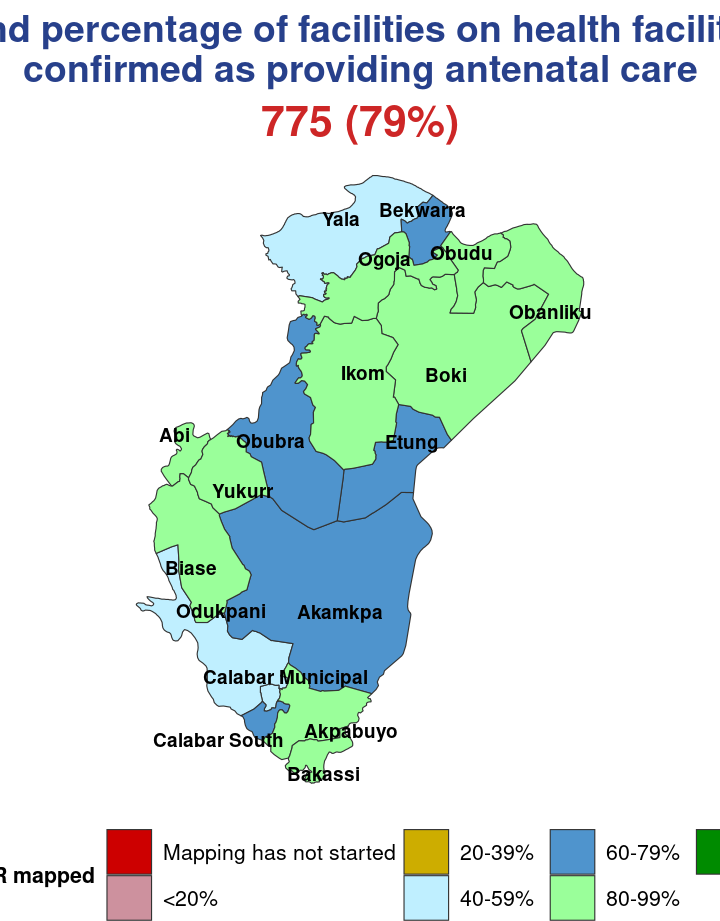 percentage of facilities on health
confirmed as providing antenatal care
775 (79%)
Yala
Bekwarra
Ogoja
Obudu
Obanliku
Ikom
Boki
Abi
Obubra
Etung
Yukurr
Biase
Odukpani
Akamkpa
Calabar Municipal
Calabar South
Akpabuyo
Bakassi
mapped
Mapping has not started
20-39%
60-79%
<20%
40-59%
80-99%